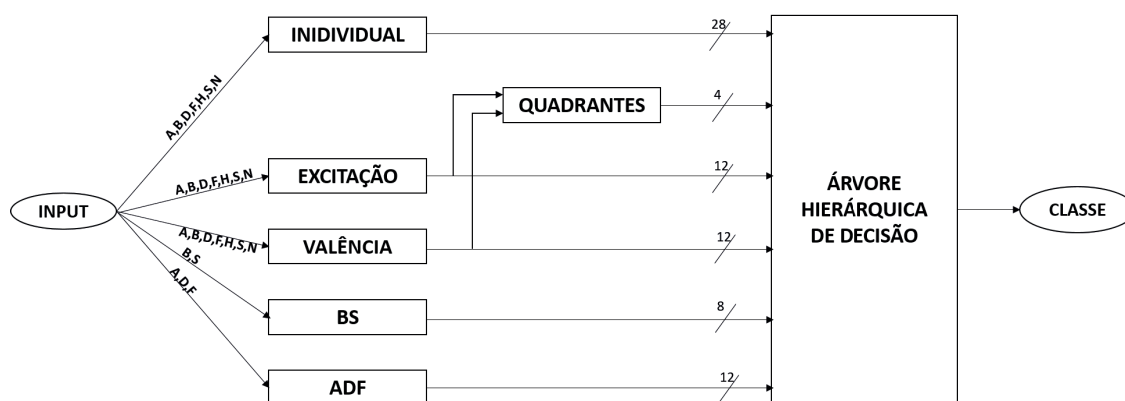 INIDIVIDUAL
28
QUADRANTES
4
A,B,D,F,H,S,N
A,B,D,F,H,S,N
EXCITAÇÃO
12
INPUT
A,B,D,F,H,S,N
VALÊNCIA
12
B,S
A,D,F
BS
8
ADF
12
ÁRVORE
HIERÁRQUICA
DE DECISÃO
CLASSE